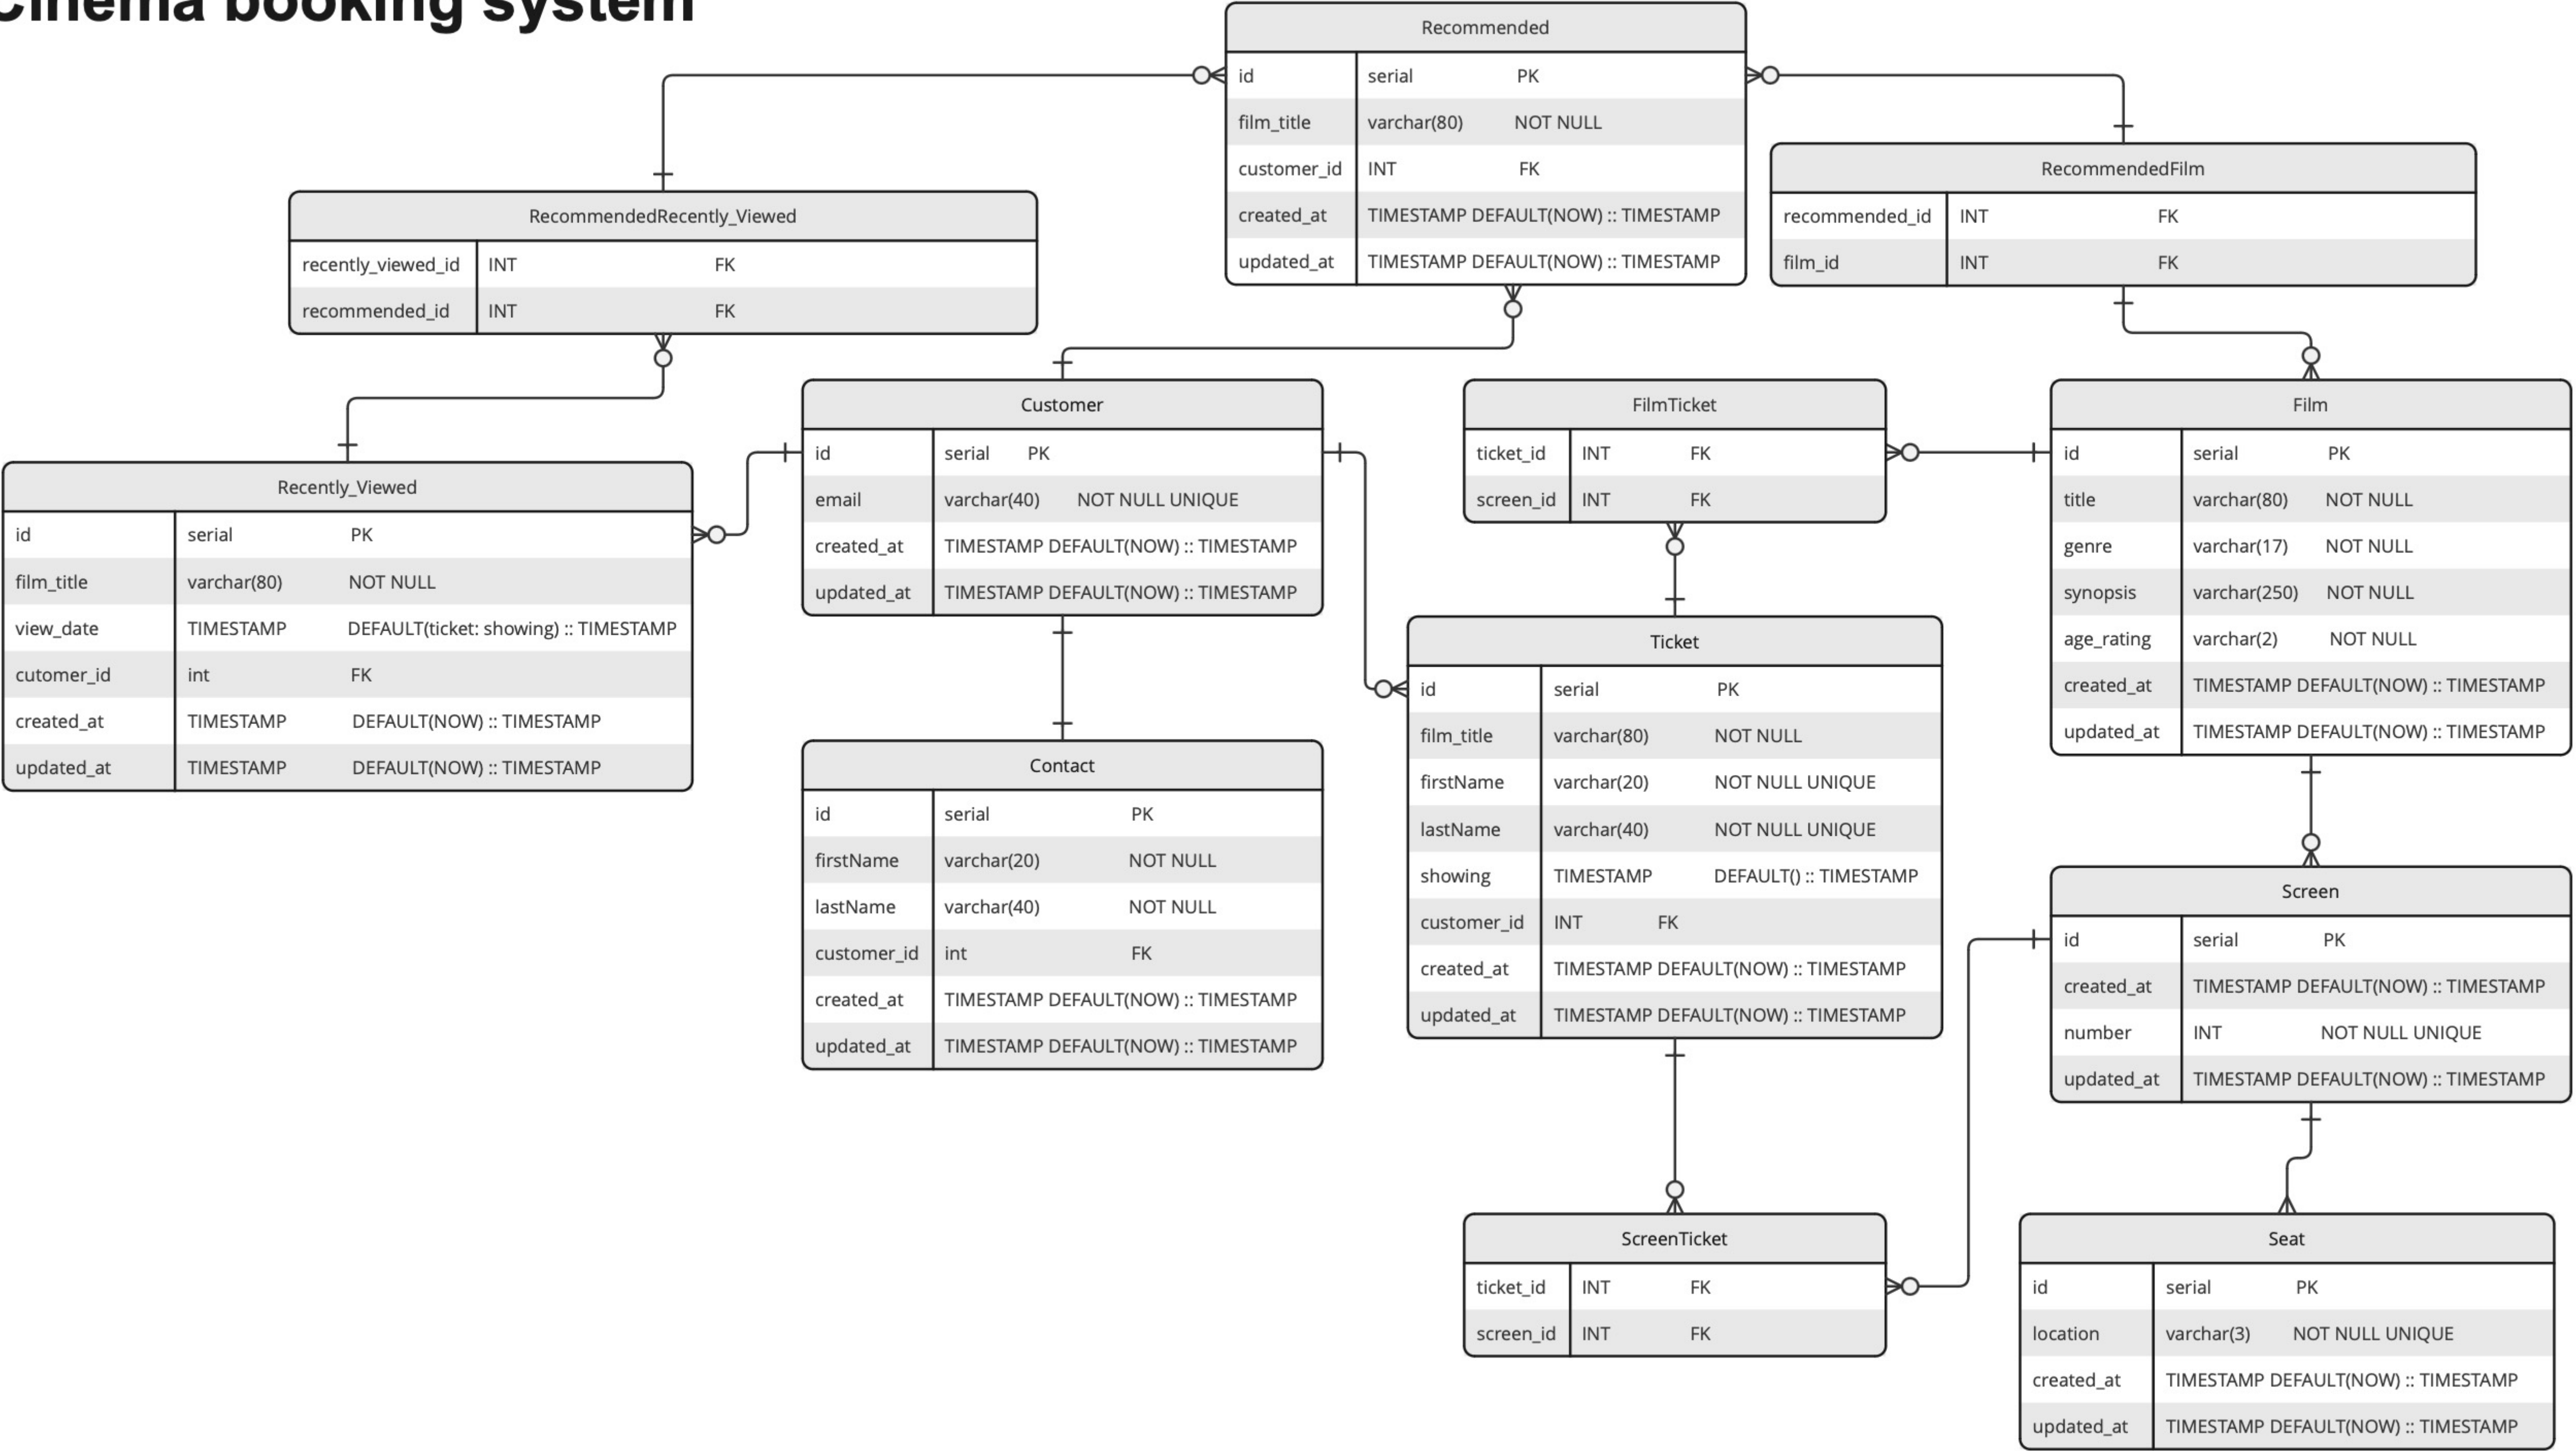 Cinema booking system
Recommended
id serial PK
film_title varchar(80) NOT NULL
customer_id INT FK
created_at TIMESTAMP DEFAULT(NOW) :: TIMESTAMP
updated_at TIMESTAMP DEFAULT(NOW) :: TIMESTAMP
RecommendedFilm
recommended_id INT FK
film_id INT FK
RecommendedRecently_Viewed
recently_viewed_id INT FK
recommended_id INT FK
Customer
id serial PK
email varchar(40) NOT NULL UNIQUE
created_at TIMESTAMP DEFAULT(NOW) :: TIMESTAMP
updated_at TIMESTAMP DEFAULT(NOW) :: TIMESTAMP
FilmTicket
ticket_id INT FK
screen_id INT FK
Film
id serial PK
title varchar(80) NOT NULL
genre varchar(17) NOT NULL
synopsis varchar(250) NOT NULL
age_rating varchar(2) NOT NULL
created_at TIMESTAMP DEFAULT(NOW) :: TIMESTAMP
updated_at TIMESTAMP DEFAULT(NOW) :: TIMESTAMP
Recently_Viewed
id serial PK
film_title varchar(80) NOT NULL
view_date TIMESTAMP DEFAULT(ticket: showing) :: TIMESTAMP
cutomer_id int FK
created_at TIMESTAMP DEFAULT(NOW) :: TIMESTAMP
updated_at TIMESTAMP DEFAULT(NOW) :: TIMESTAMP
Ticket
id serial PK
film_title varchar(80) NOT NULL
firstName varchar(20) NOT NULL UNIQUE
lastName varchar(40) NOT NULL UNIQUE
showing TIMESTAMP DEFAULT() :: TIMESTAMP
customer_id INT FK
created_at TIMESTAMP DEFAULT(NOW) :: TIMESTAMP
updated_at TIMESTAMP DEFAULT(NOW) :: TIMESTAMP
Contact
id serial PK
firstName varchar(20) NOT NULL
lastName varchar(40) NOT NULL
customer_id int FK
created_at TIMESTAMP DEFAULT(NOW) :: TIMESTAMP
updated_at TIMESTAMP DEFAULT(NOW) :: TIMESTAMP
Screen
id serial PK
created_at TIMESTAMP DEFAULT(NOW) :: TIMESTAMP
number INT NOT NULL UNIQUE
updated_at TIMESTAMP DEFAULT(NOW) :: TIMESTAMP
ScreenTicket
ticket_id INT FK
screen_id INT FK
Seat
id serial PK
location varchar(3) NOT NULL UNIQUE
created_at TIMESTAMP DEFAULT(NOW) :: TIMESTAMP
updated_at TIMESTAMP DEFAULT(NOW) :: TIMESTAMP